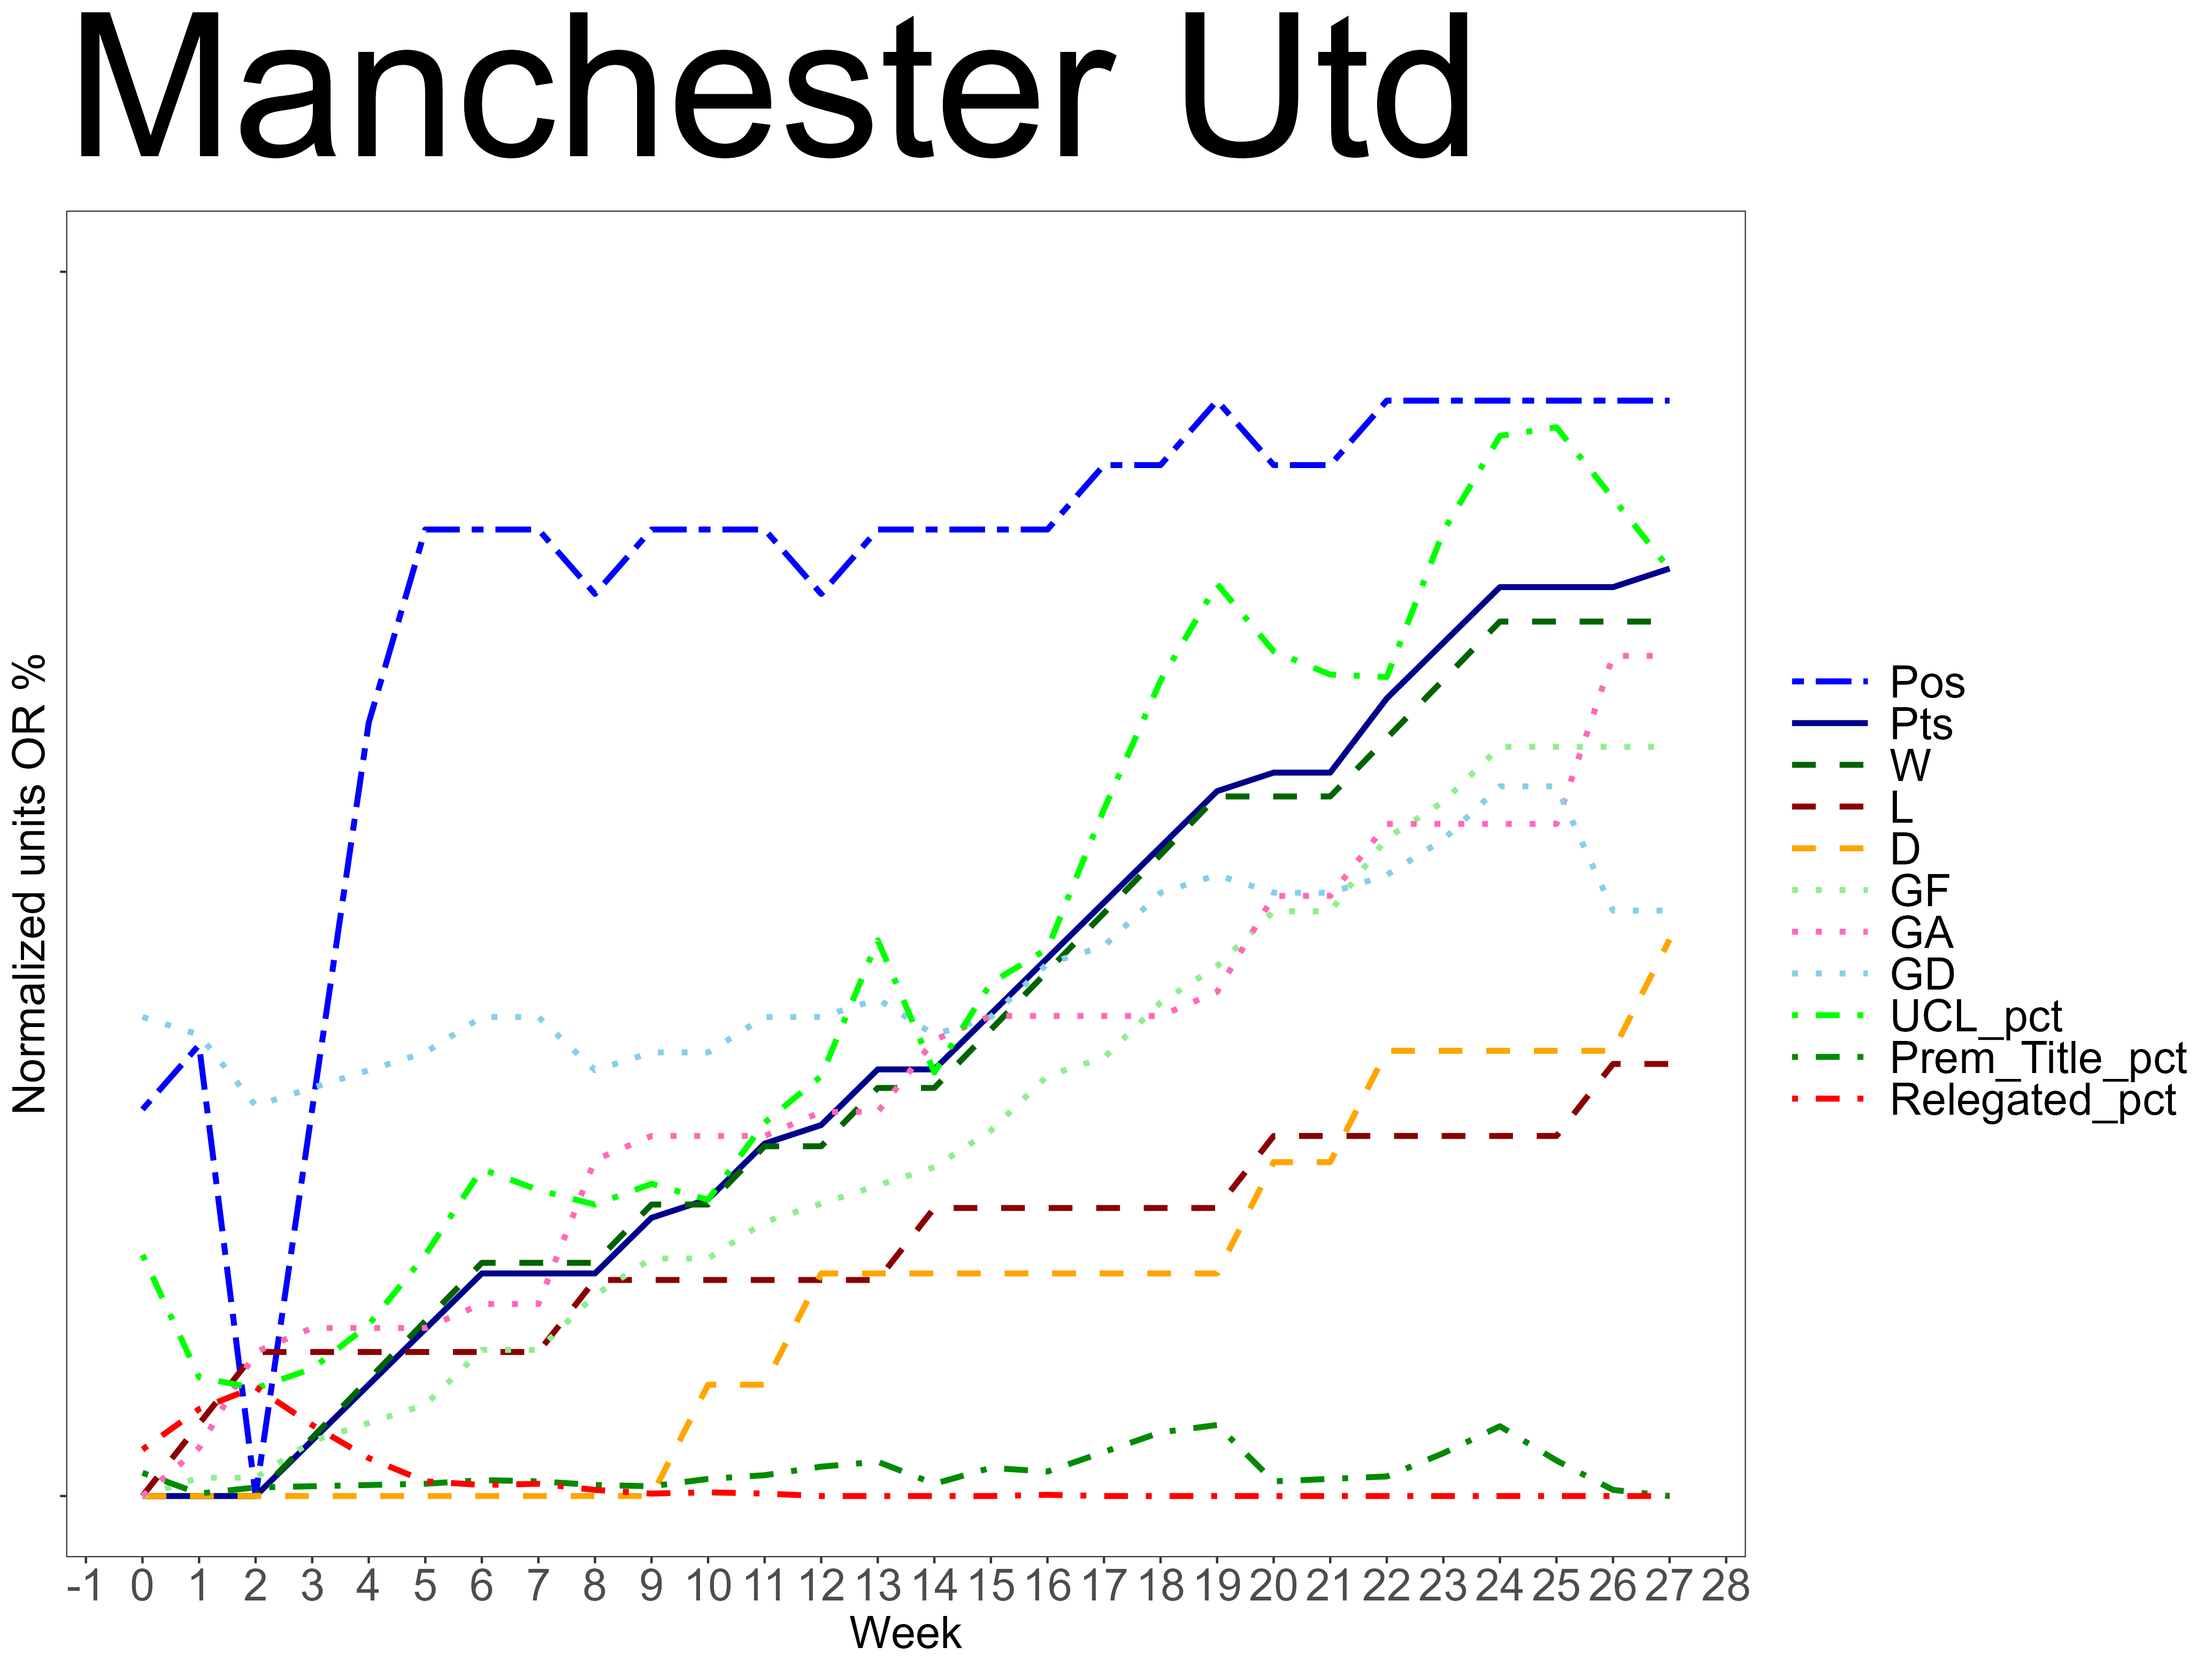 Manchester Utd
Normalized units OR %
-1 0 1 2 3 4 5 6 7 8 9 10 11 12 13 14 15 16 17 18 19 20 21 22 23 24 25 26 27 28
Week
Pos
Pts
W
L
D
GF
GA
GD
UCL_pct
Prem_Title_pct
Relegated_pct